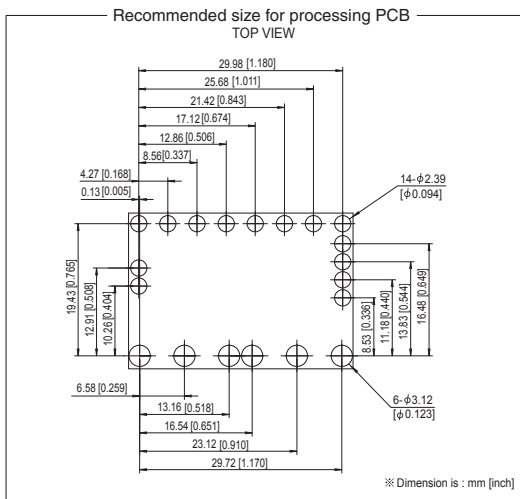 Recommended size for processing PCB
TOP VIEW
29.98 [1.180]
25.68 [1.011]
21.42 [0.843]
17.12 [0.674]
12.86 [0.506]
8.56 [0.337]
4.27 [0.168]
0.13 [0.005]
14-ϕ2.39
[ϕ0.094]
19.43 [0.765]
12.91 [0.508]
10.26 [0.404]
8.53 [0.336]
11.18 [0.440]
13.83 [0.544]
16.48 [0.649]
6.58 [0.259]
13.16 [0.518]
16.54 [0.651]
23.12 [0.910]
29.72 [1.170]
6-ϕ3.12
[ϕ0.123]
※ Dimension is : mm [inch]